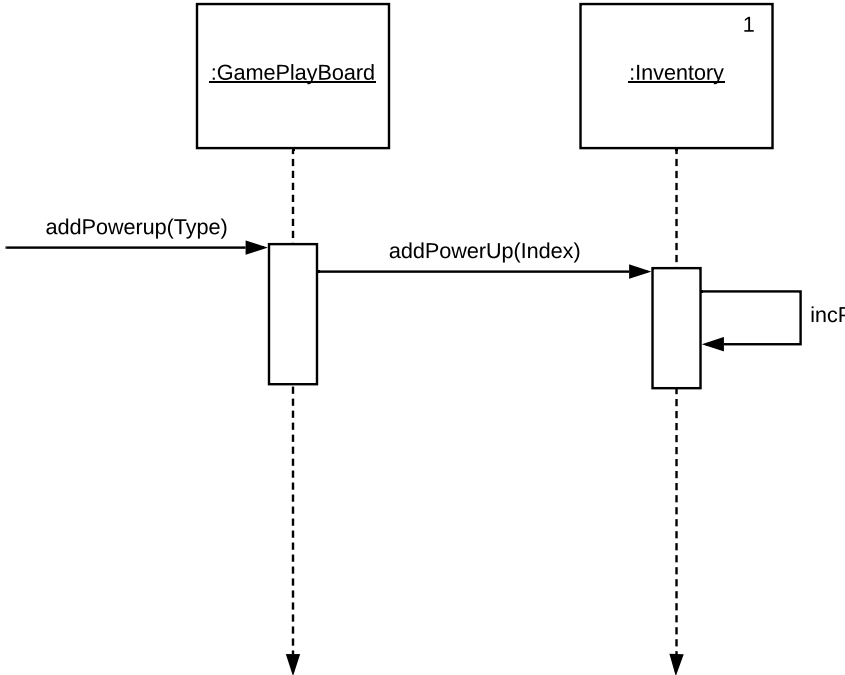 1
:GamePlayBoard
:Inventory
addPowerup(Type)
addPowerUp(Index)